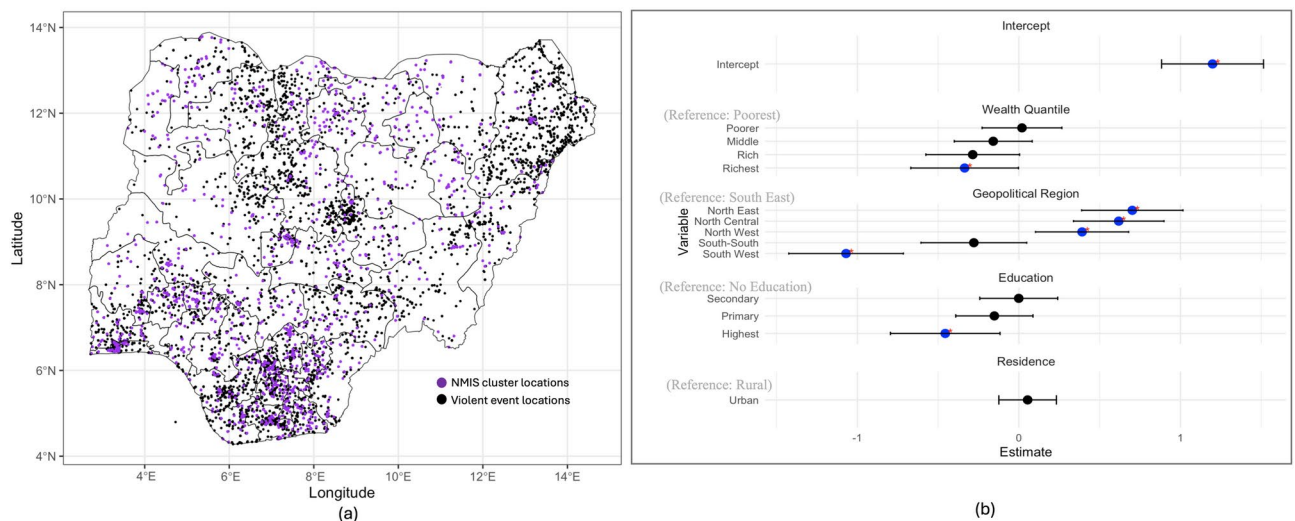 14°N
12°N
10°N
8°N
6°N
4°N
Latitude
4°E
6°E
8°E
10°E
12°E
14°E
Longitude
NMIS cluster locations
Violent event locations
(a)
Intercept
Intercept
Wealth Quantile
(Reference: Poorest)
Poorer
Middle
Rich
Richest
Geopolitical Region
(Reference: South East)
North East
North Central
North West
South-South
South West
Variable
Education
(Reference: No Education)
Secondary
Primary
Highest
Residence
(Reference: Rural)
Urban
-1
0
1
Estimate
(b)